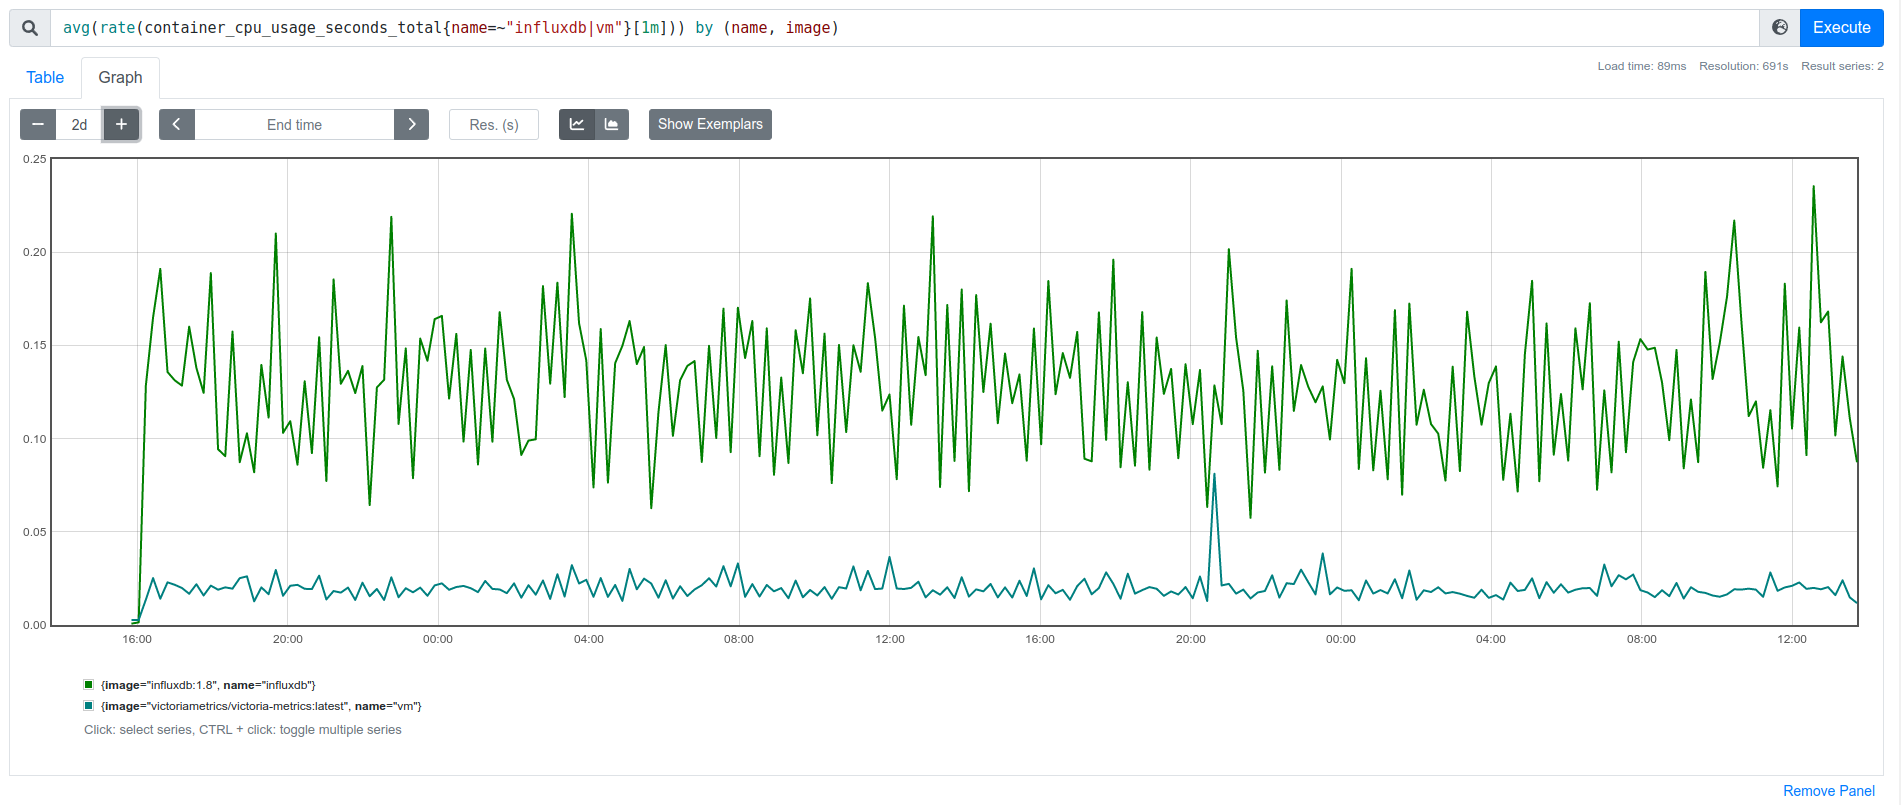 avg(rate(container_cpu_usage_seconds_total{name=~"influxdb|vm"}[1m])) by (name, image)
Execute
Table
Graph
Load time: 89ms Resolution: 691s Result series: 2
2d
End time
Res. (s)
Show Exemplars
0.25
0.20
0.15
0.10
0.05
0.00
16:00 20:00 00:00 04:00 08:00 12:00 16:00 20:00 00:00 04:00 08:00 12:00
{image="influxdb:1.8", name="influxdb"}
{image="victoriametrics/victoria-metrics:latest", name="vm"}
Click: select series, CTRL + click: toggle multiple series
Remove Panel